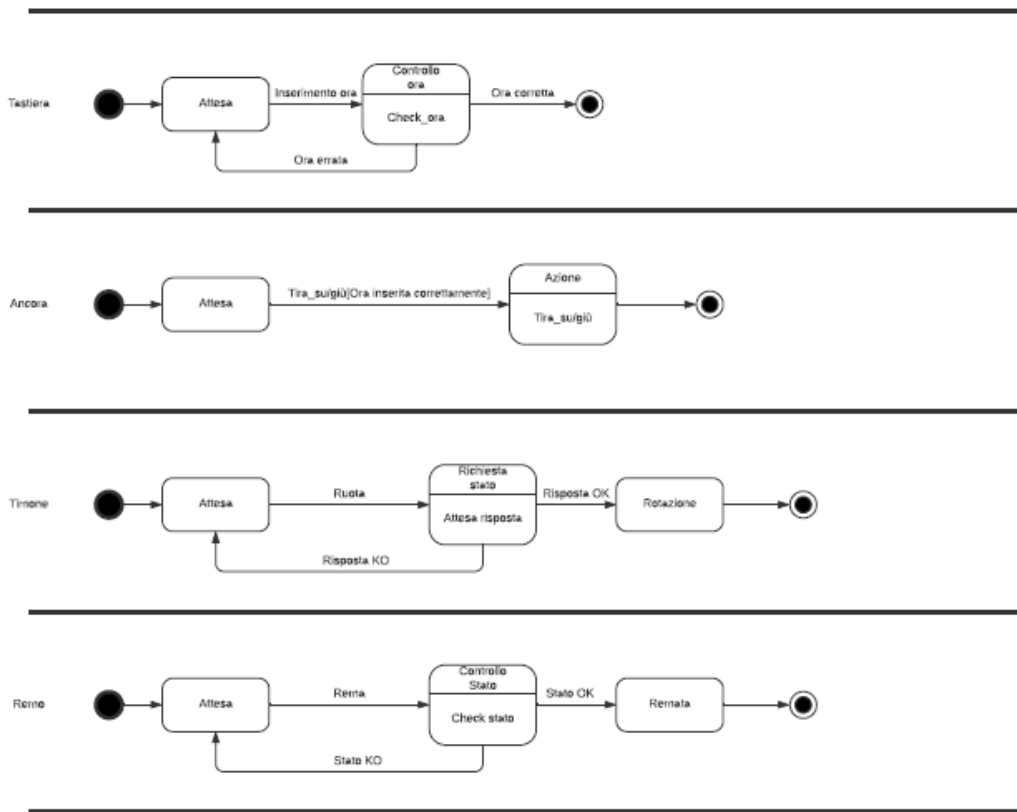 Controllo
ora
Tastiera
Attesa
Inserimento ora
Check_ora
Ora corretta
Ora errata
Azione
Ancora
Attesa
Tira_su/giù[Ora inserita correttamente]
Tira_su/giù
Richiesta
stato
Timone
Attesa
Ruota
Attesa risposta
Risposta OK
Rotazione
Risposta KO
Controllo
Stato
Remo
Attesa
Rema
Check stato
Stato OK
Remata
Stato KO